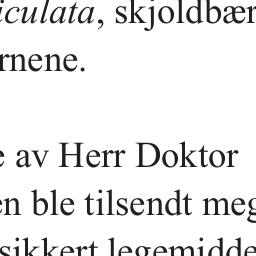 iculata, skjoldbær
rnene.
e av Herr Doktor
en ble tilsendt meg
sikkert legemidde